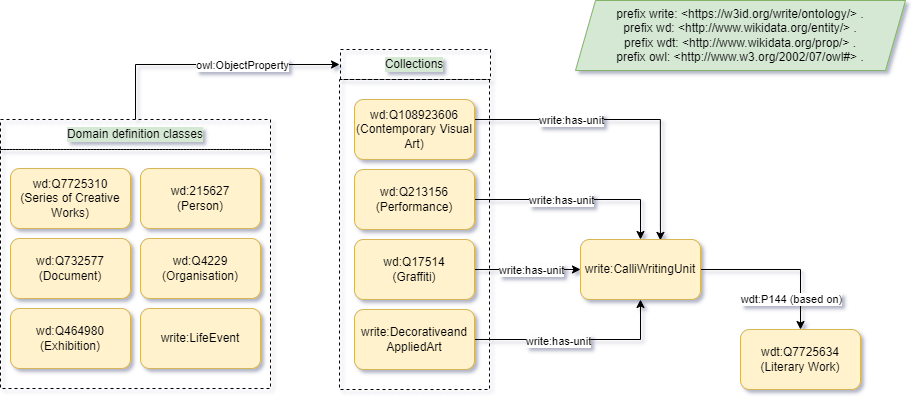 prefix write: <https://w3id.org/write/ontology/> .
prefix wd: <http://www.wikidata.org/entity/> .
prefix wdt: <http://www.wikidata.org/prop/> .
prefix owl: <http://www.w3.org/2002/07/owl#> .
owl:ObjectProperty
Collections
Domain definition classes
wd:Q7725310
(Series of Creative
Works)
wd:215627
(Person)
wd:Q732577
(Document)
wd:Q4229
(Organisation)
wd:Q464980
(Exhibition)
write:LifeEvent
wd:Q108923606
(Contemporary Visual
Art)
wd:Q213156
(Performance)
wd:Q17514
(Graffiti)
write:Decorativeand
AppliedArt
write:has-unit
write:has-unit
write:has-unit
write:has-unit
write:CalliWritingUnit
wdt:P144 (based on)
wdt:Q7725634
(Literary Work)